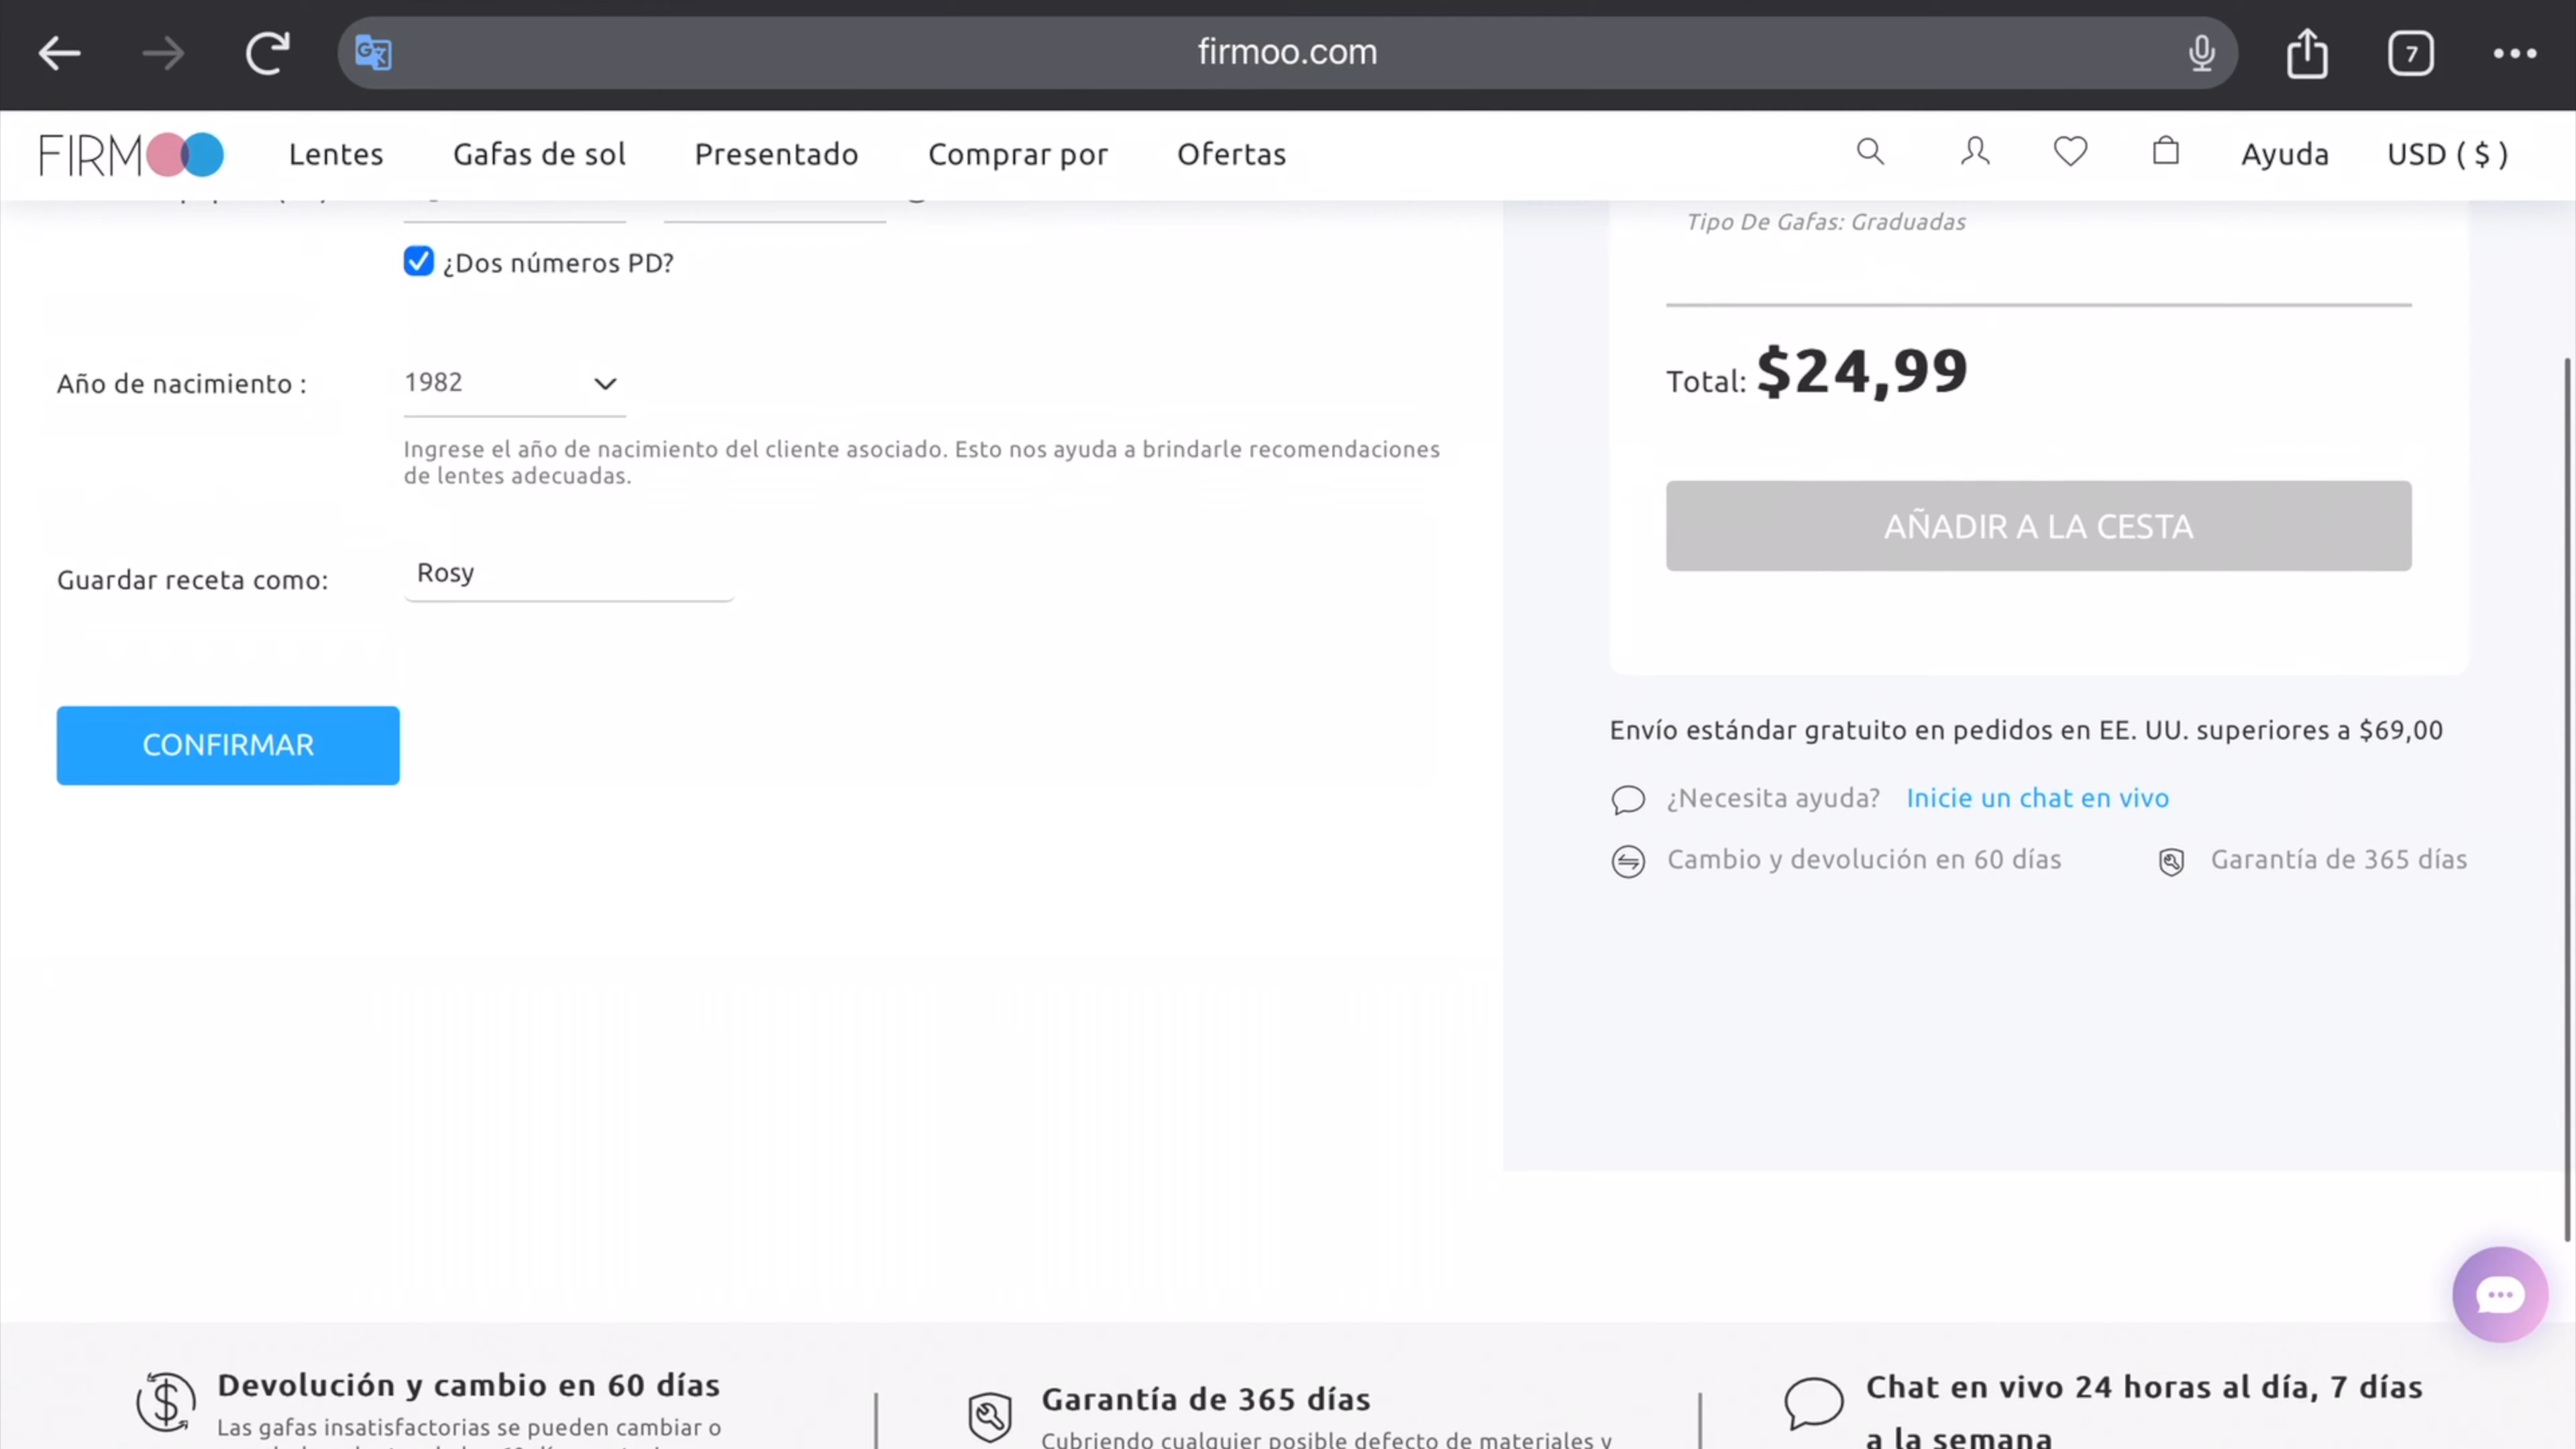 firmoo.com
7
FIRMOO
Lentes
Gafas de sol
Presentado
Comprar por
Ofertas
Ayuda
USD ( $ )
¿Dos números PD?
Año de nacimiento :
1982
Ingrese el año de nacimiento del cliente asociado. Esto nos ayuda a brindarle recomendaciones
de lentes adecuadas.
Guardar receta como:
Rosy
CONFIRMAR
Tipo De Gafas: Graduadas
Total: $24,99
AÑADIR A LA CESTA
Envío estándar gratuito en pedidos en EE. UU. superiores a $69,00
¿Necesita ayuda? Inicie un chat en vivo
Cambio y devolución en 60 días
Garantía de 365 días
Devolución y cambio en 60 días
Las gafas insatisfactorias se pueden cambiar o
Garantía de 365 días
Cubriendo cualquier posible defecto de materiales y
Chat en vivo 24 horas al día, 7 días
a la semana